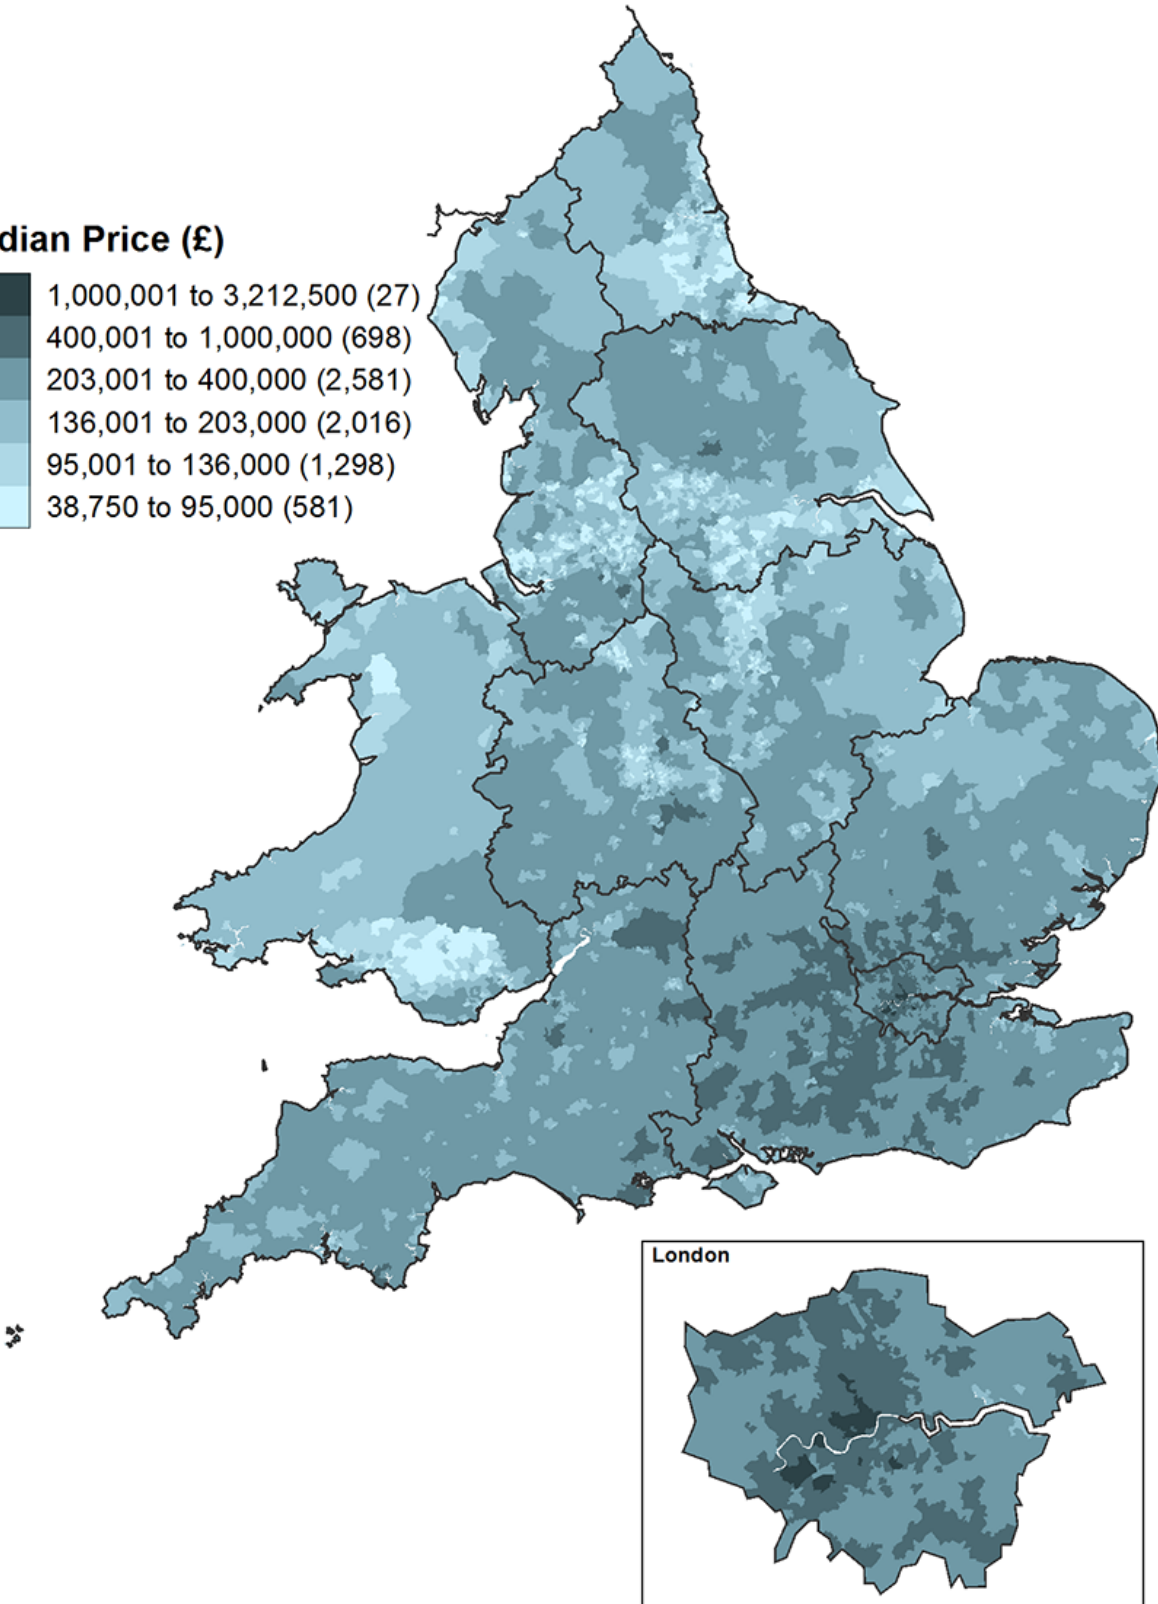 dian Price (£)
1,000,001 to 3,212,500 (27)
400,001 to 1,000,000 (698)
203,001 to 400,000 (2,581)
136,001 to 203,000 (2,016)
95,001 to 136,000 (1,298)
38,750 to 95,000 (581)
London